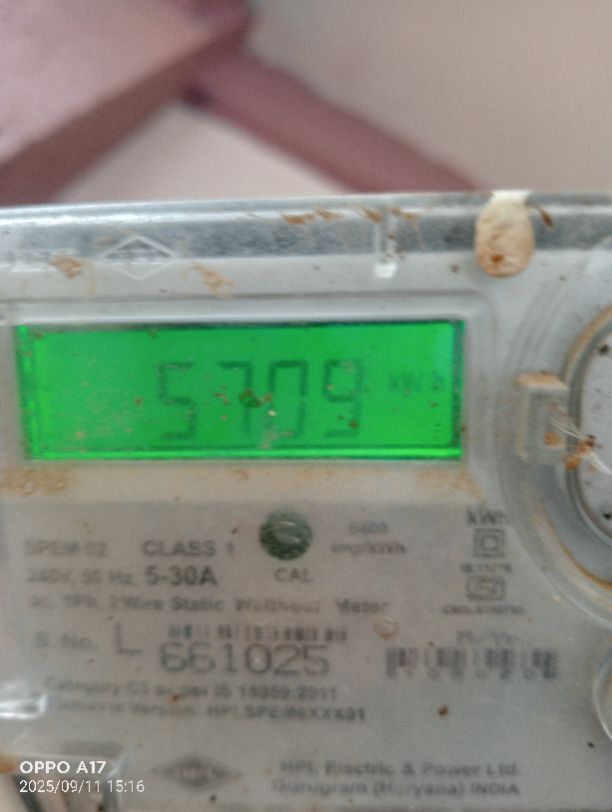 5709 kWh
SPEM-02 CLASS 1 imp/kWh
240V, 50 Hz, 5-30A CAL
ac, 1Ph, 2Wire Static Watthour Meter
S. No. L 661025
Category C3 as per IS 15959:2011
HPL Electric & Power Ltd.
Gurugram (Haryana) INDIA
OPPO A17
2025/09/11 15:16